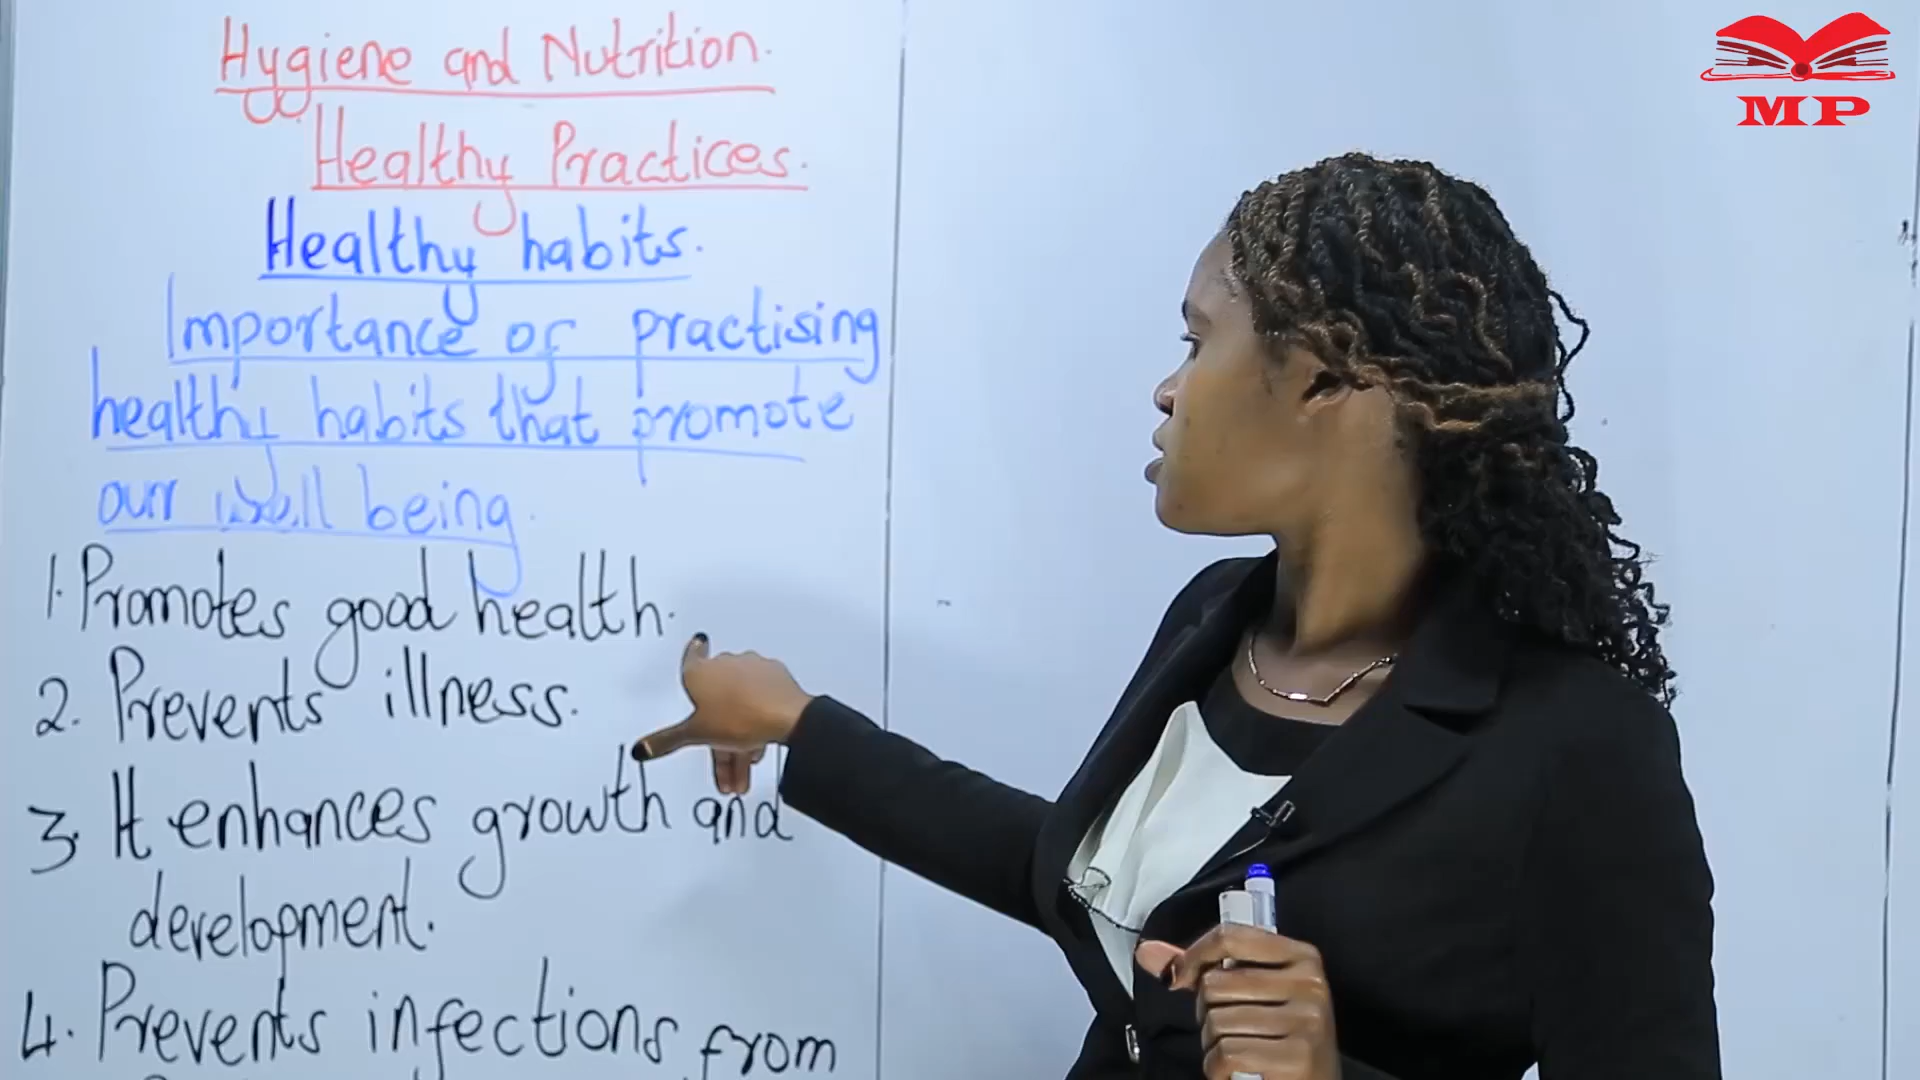 Hygiene and Nutrition.
Healthy Practices.
Healthy habits.
Importance of practising
healthy habits that promote
our well being.
1. Promotes good health.
2. Prevents illness.
3. It enhances growth and
development.
4. Prevents infections from
MP